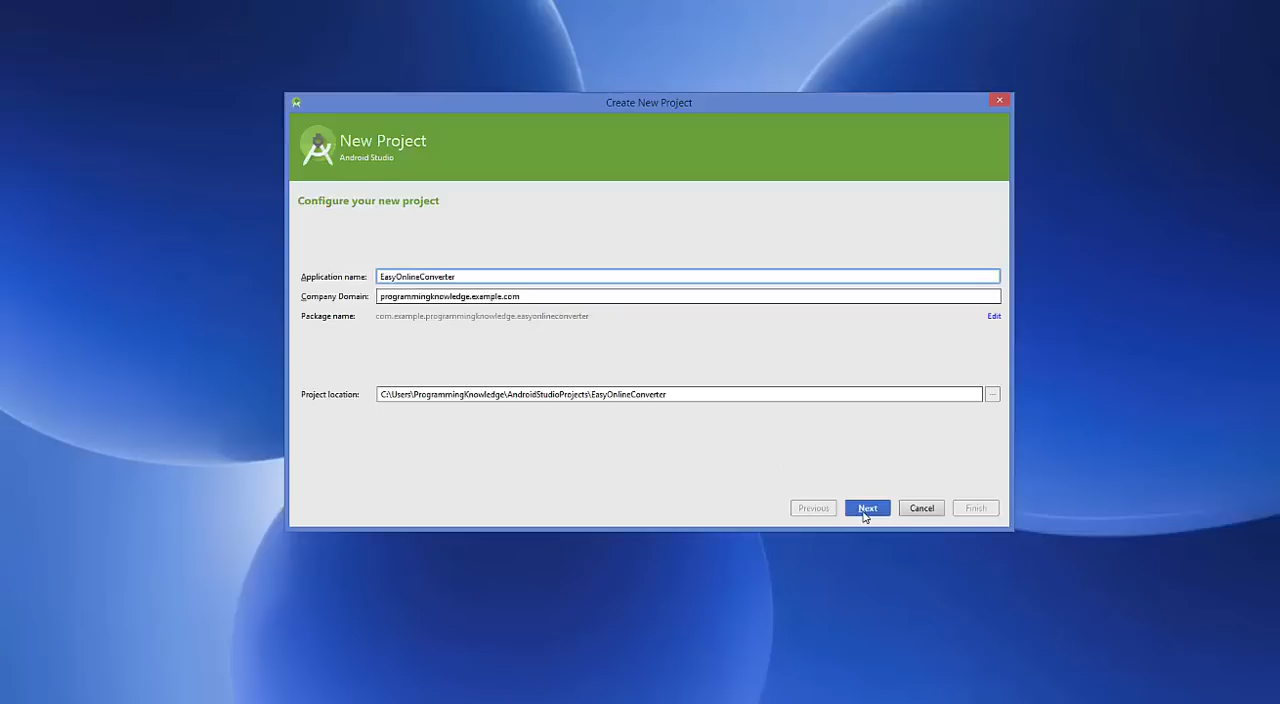 Create New Project
New Project
Android Studio
Configure your new project
Application name: EasyOnlineConverter
Company Domain: programmingknowledge.example.com
Package name: com.example.programmingknowledge.easyonlineconverter Edit
Project location: C:\Users\ProgrammingKnowledge\AndroidStudioProjects\EasyOnlineConverter ...
Previous Next Cancel Finish